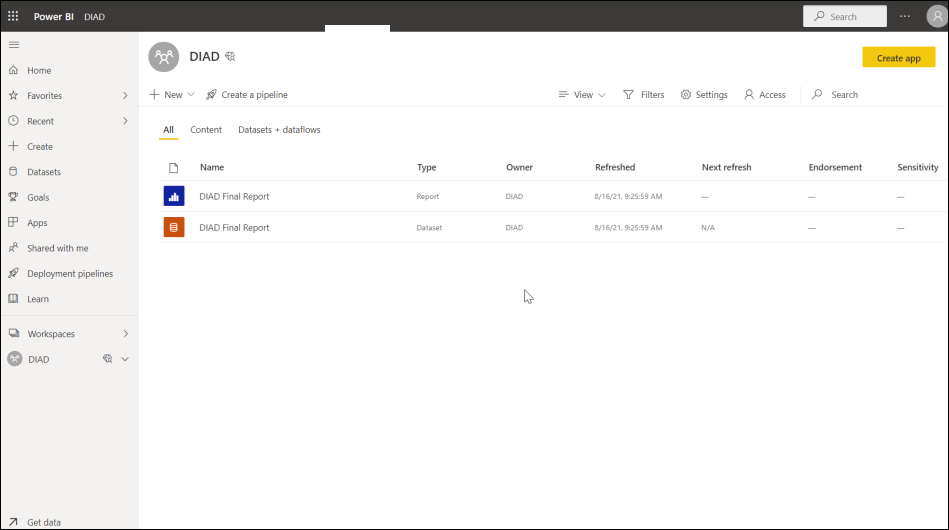 Power BI DIAD Search
DIAD
Create app
New Create a pipeline View Filters Settings Access Search
All Content Datasets + dataflows
Name Type Owner Refreshed Next refresh Endorsement Sensitivity
DIAD Final Report Report DIAD 8/16/21, 9:25:59 AM — — —
DIAD Final Report Dataset DIAD 8/16/21, 9:25:59 AM N/A — —
Home
Favorites
Recent
Create
Datasets
Goals
Apps
Shared with me
Deployment pipelines
Learn
Workspaces
DIAD
Get data